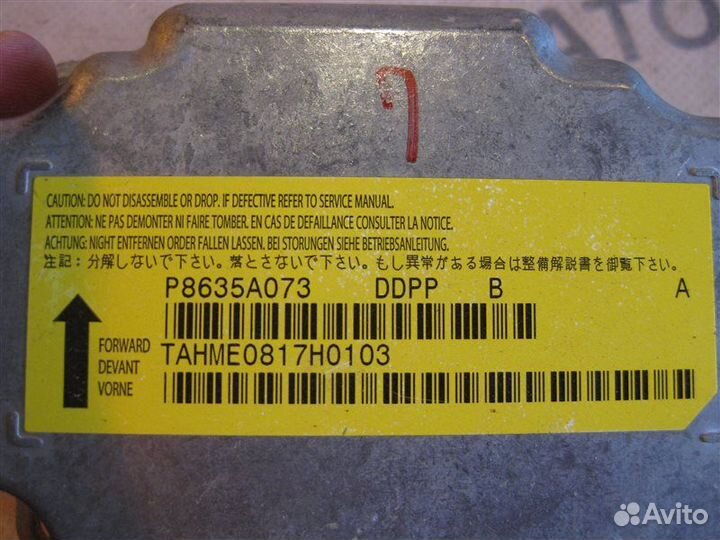 ATO
CAUTION: DO NOT DISASSEMBLE OR DROP. IF DEFECTIVE REFER TO SERVICE MANUAL.
ATTENTION: NE PAS DEMONTER NI FAIRE TOMBER. EN CAS DE DEFAILLANCE CONSULTER LA NOTICE.
ACHTUNG: NIGHT ENTFERNEN ORDER FALLEN LASSEN. BEI STORUNGEN SIEHE BETRIEBSANLEITUNG.
注記: 分解しないで下さい。落とさないで下さい。もし異常がある場合は整備解説書を御覧下さい。
P8635A073 DDPP B A
FORWARD
DEVANT
VORNE
TAHME0817H0103
Avito